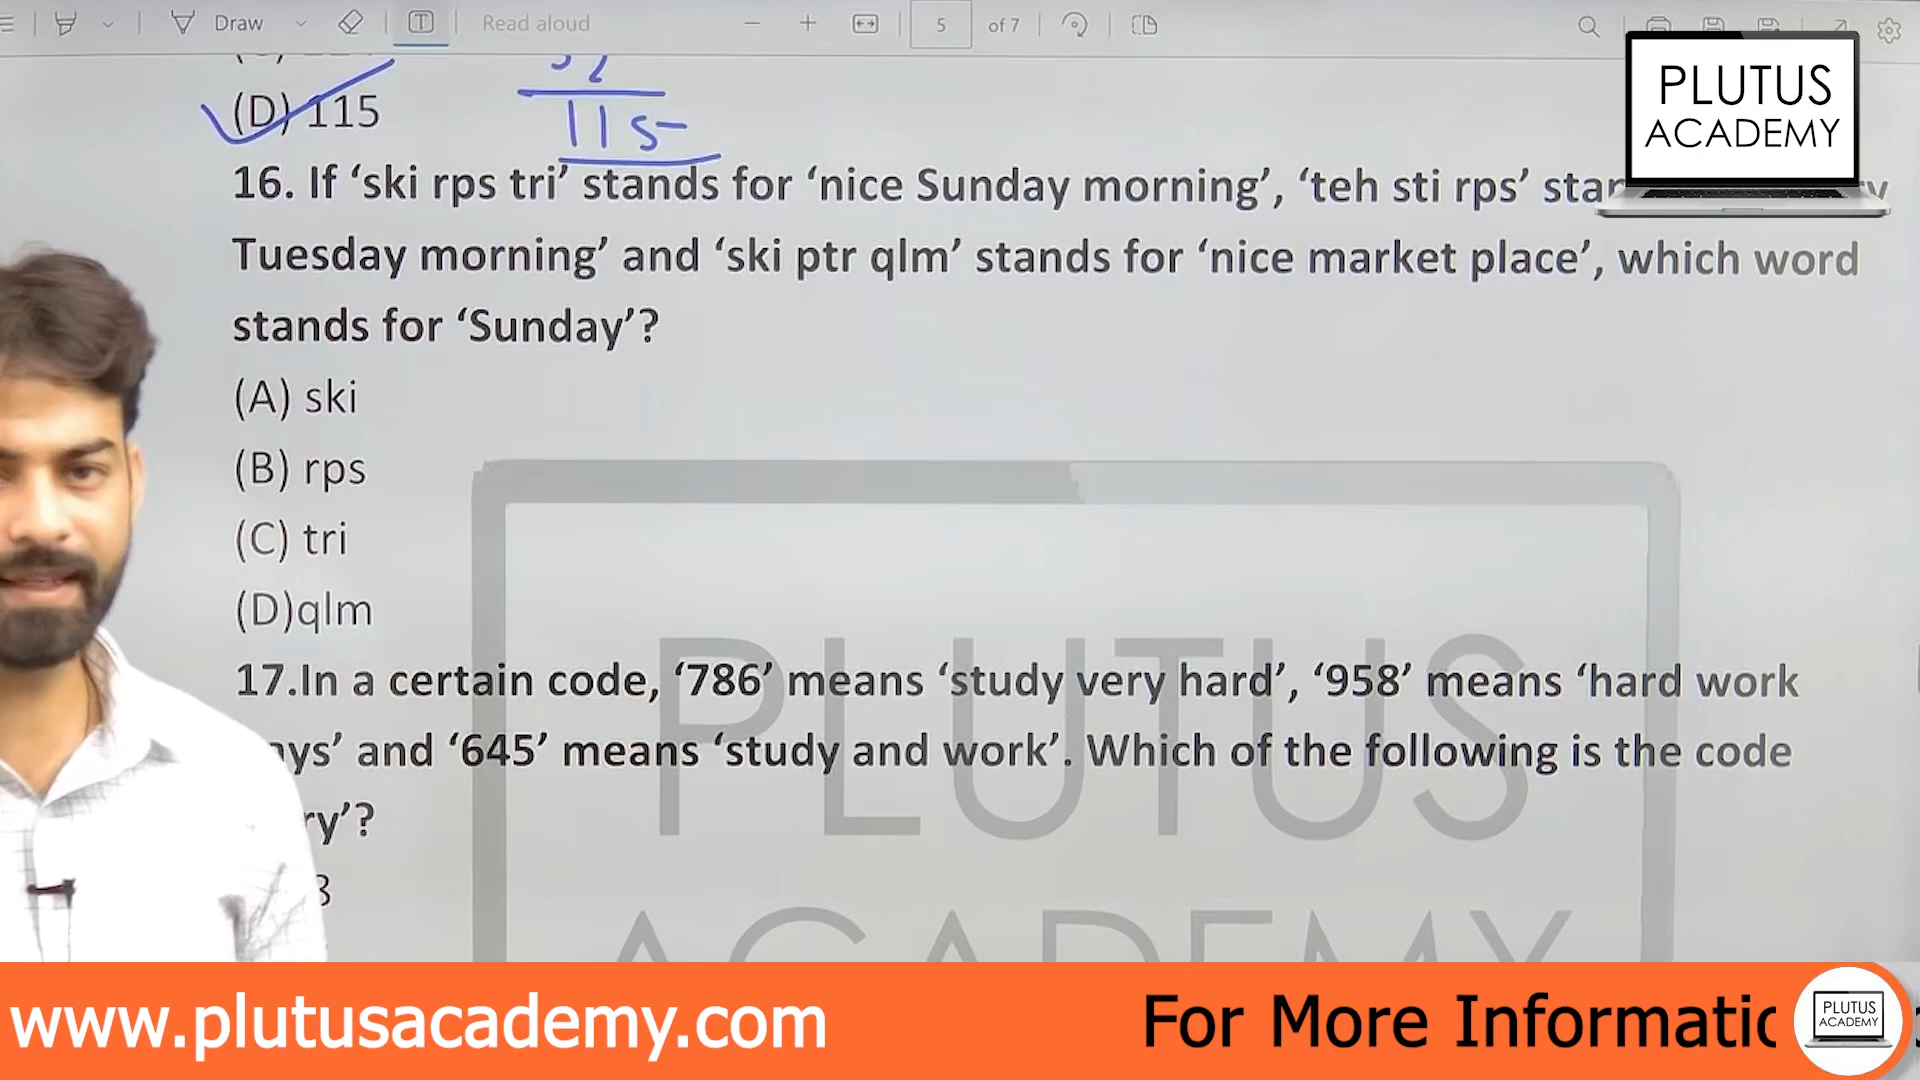 Draw
Read aloud
5 of 7
(D) 115
115
PLUTUS
ACADEMY
16. If ‘ski rps tri’ stands for ‘nice Sunday morning’, ‘teh sti rps’
Tuesday morning’ and ‘ski ptr qlm’ stands for ‘nice market place’, which word
stands for ‘Sunday’?
(A) ski
(B) rps
(C) tri
(D)qlm
17.In a certain code, ‘786’ means ‘study very hard’, ‘958’ means ‘hard work
and ‘645’ means ‘study and work’. Which of the following is the code
PLUTUS
ACADEMY
www.plutusacademy.com
For More
PLUTUS
ACADEMY